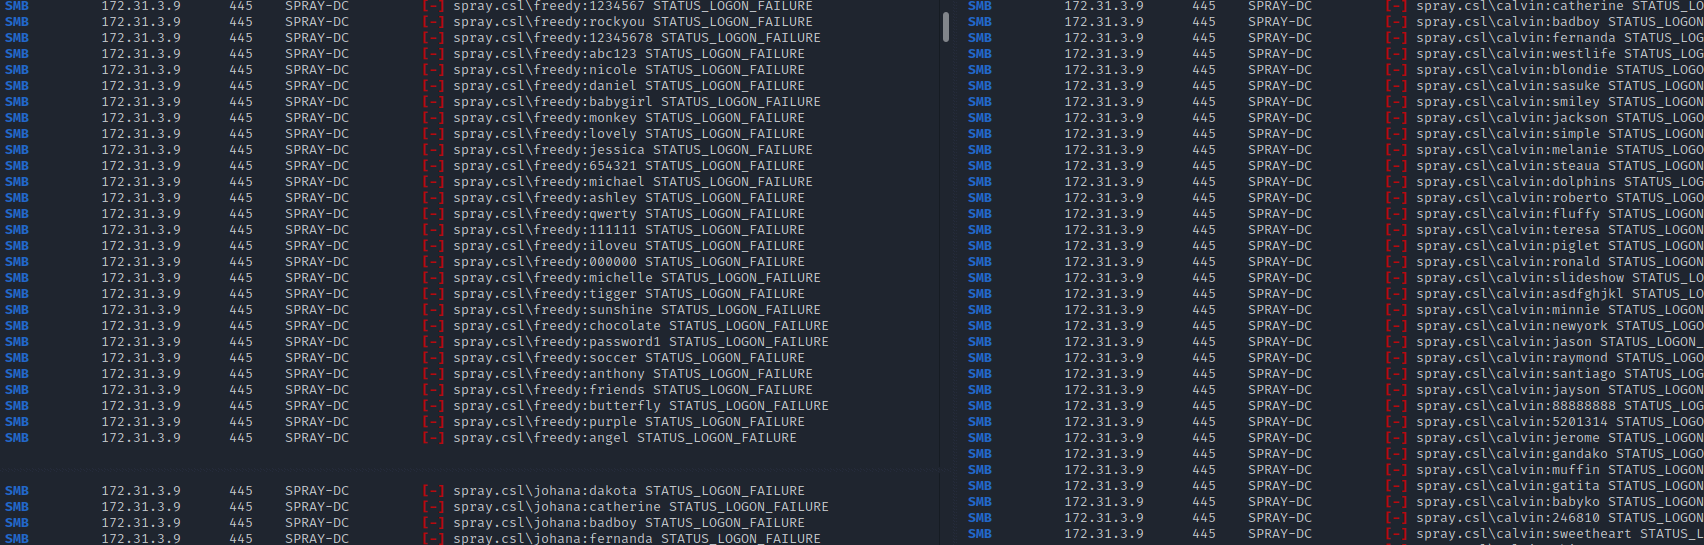 SMB 172.31.3.9 445 SPRAY-DC [-] spray.csl\freedy:1234567 STATUS_LOGON_FAILURE
SMB 172.31.3.9 445 SPRAY-DC [-] spray.csl\freedy:rockyou STATUS_LOGON_FAILURE
SMB 172.31.3.9 445 SPRAY-DC [-] spray.csl\freedy:12345678 STATUS_LOGON_FAILURE
SMB 172.31.3.9 445 SPRAY-DC [-] spray.csl\freedy:abc123 STATUS_LOGON_FAILURE
SMB 172.31.3.9 445 SPRAY-DC [-] spray.csl\freedy:nicole STATUS_LOGON_FAILURE
SMB 172.31.3.9 445 SPRAY-DC [-] spray.csl\freedy:daniel STATUS_LOGON_FAILURE
SMB 172.31.3.9 445 SPRAY-DC [-] spray.csl\freedy:babygirl STATUS_LOGON_FAILURE
SMB 172.31.3.9 445 SPRAY-DC [-] spray.csl\freedy:monkey STATUS_LOGON_FAILURE
SMB 172.31.3.9 445 SPRAY-DC [-] spray.csl\freedy:lovely STATUS_LOGON_FAILURE
SMB 172.31.3.9 445 SPRAY-DC [-] spray.csl\freedy:jessica STATUS_LOGON_FAILURE
SMB 172.31.3.9 445 SPRAY-DC [-] spray.csl\freedy:654321 STATUS_LOGON_FAILURE
SMB 172.31.3.9 445 SPRAY-DC [-] spray.csl\freedy:michael STATUS_LOGON_FAILURE
SMB 172.31.3.9 445 SPRAY-DC [-] spray.csl\freedy:ashley STATUS_LOGON_FAILURE
SMB 172.31.3.9 445 SPRAY-DC [-] spray.csl\freedy:qwerty STATUS_LOGON_FAILURE
SMB 172.31.3.9 445 SPRAY-DC [-] spray.csl\freedy:111111 STATUS_LOGON_FAILURE
SMB 172.31.3.9 445 SPRAY-DC [-] spray.csl\freedy:iloveu STATUS_LOGON_FAILURE
SMB 172.31.3.9 445 SPRAY-DC [-] spray.csl\freedy:000000 STATUS_LOGON_FAILURE
SMB 172.31.3.9 445 SPRAY-DC [-] spray.csl\freedy:michelle STATUS_LOGON_FAILURE
SMB 172.31.3.9 445 SPRAY-DC [-] spray.csl\freedy:tigger STATUS_LOGON_FAILURE
SMB 172.31.3.9 445 SPRAY-DC [-] spray.csl\freedy:sunshine STATUS_LOGON_FAILURE
SMB 172.31.3.9 445 SPRAY-DC [-] spray.csl\freedy:chocolate STATUS_LOGON_FAILURE
SMB 172.31.3.9 445 SPRAY-DC [-] spray.csl\freedy:password1 STATUS_LOGON_FAILURE
SMB 172.31.3.9 445 SPRAY-DC [-] spray.csl\freedy:soccer STATUS_LOGON_FAILURE
SMB 172.31.3.9 445 SPRAY-DC [-] spray.csl\freedy:anthony STATUS_LOGON_FAILURE
SMB 172.31.3.9 445 SPRAY-DC [-] spray.csl\freedy:friends STATUS_LOGON_FAILURE
SMB 172.31.3.9 445 SPRAY-DC [-] spray.csl\freedy:butterfly STATUS_LOGON_FAILURE
SMB 172.31.3.9 445 SPRAY-DC [-] spray.csl\freedy:purple STATUS_LOGON_FAILURE
SMB 172.31.3.9 445 SPRAY-DC [-] spray.csl\freedy:angel STATUS_LOGON_FAILURE
SMB 172.31.3.9 445 SPRAY-DC [-] spray.csl\johana:dakota STATUS_LOGON_FAILURE
SMB 172.31.3.9 445 SPRAY-DC [-] spray.csl\johana:catherine STATUS_LOGON_FAILURE
SMB 172.31.3.9 445 SPRAY-DC [-] spray.csl\johana:badboy STATUS_LOGON_FAILURE
SMB 172.31.3.9 445 SPRAY-DC [-] spray.csl\johana:fernanda STATUS_LOGON_FAILURE
SMB 172.31.3.9 445 SPRAY-DC [-] spray.csl\calvin:catherine STATUS_LO
SMB 172.31.3.9 445 SPRAY-DC [-] spray.csl\calvin:badboy STATUS_LOGON
SMB 172.31.3.9 445 SPRAY-DC [-] spray.csl\calvin:fernanda STATUS_LOG
SMB 172.31.3.9 445 SPRAY-DC [-] spray.csl\calvin:westlife STATUS_LOG
SMB 172.31.3.9 445 SPRAY-DC [-] spray.csl\calvin:blondie STATUS_LOGO
SMB 172.31.3.9 445 SPRAY-DC [-] spray.csl\calvin:sasuke STATUS_LOGON
SMB 172.31.3.9 445 SPRAY-DC [-] spray.csl\calvin:smiley STATUS_LOGON
SMB 172.31.3.9 445 SPRAY-DC [-] spray.csl\calvin:jackson STATUS_LOGO
SMB 172.31.3.9 445 SPRAY-DC [-] spray.csl\calvin:simple STATUS_LOGON
SMB 172.31.3.9 445 SPRAY-DC [-] spray.csl\calvin:melanie STATUS_LOGO
SMB 172.31.3.9 445 SPRAY-DC [-] spray.csl\calvin:steaua STATUS_LOGON
SMB 172.31.3.9 445 SPRAY-DC [-] spray.csl\calvin:dolphins STATUS_LOG
SMB 172.31.3.9 445 SPRAY-DC [-] spray.csl\calvin:roberto STATUS_LOGO
SMB 172.31.3.9 445 SPRAY-DC [-] spray.csl\calvin:fluffy STATUS_LOGON
SMB 172.31.3.9 445 SPRAY-DC [-] spray.csl\calvin:teresa STATUS_LOGON
SMB 172.31.3.9 445 SPRAY-DC [-] spray.csl\calvin:piglet STATUS_LOGON
SMB 172.31.3.9 445 SPRAY-DC [-] spray.csl\calvin:ronald STATUS_LOGON
SMB 172.31.3.9 445 SPRAY-DC [-] spray.csl\calvin:slideshow STATUS_LO
SMB 172.31.3.9 445 SPRAY-DC [-] spray.csl\calvin:asdfghjkl STATUS_LO
SMB 172.31.3.9 445 SPRAY-DC [-] spray.csl\calvin:minnie STATUS_LOGON
SMB 172.31.3.9 445 SPRAY-DC [-] spray.csl\calvin:newyork STATUS_LOGO
SMB 172.31.3.9 445 SPRAY-DC [-] spray.csl\calvin:jason STATUS_LOGON_
SMB 172.31.3.9 445 SPRAY-DC [-] spray.csl\calvin:raymond STATUS_LOGO
SMB 172.31.3.9 445 SPRAY-DC [-] spray.csl\calvin:santiago STATUS_LOG
SMB 172.31.3.9 445 SPRAY-DC [-] spray.csl\calvin:jayson STATUS_LOGON
SMB 172.31.3.9 445 SPRAY-DC [-] spray.csl\calvin:88888888 STATUS_LOG
SMB 172.31.3.9 445 SPRAY-DC [-] spray.csl\calvin:5201314 STATUS_LOGO
SMB 172.31.3.9 445 SPRAY-DC [-] spray.csl\calvin:jerome STATUS_LOGON
SMB 172.31.3.9 445 SPRAY-DC [-] spray.csl\calvin:gandako STATUS_LOGO
SMB 172.31.3.9 445 SPRAY-DC [-] spray.csl\calvin:muffin STATUS_LOGON
SMB 172.31.3.9 445 SPRAY-DC [-] spray.csl\calvin:gatita STATUS_LOGON
SMB 172.31.3.9 445 SPRAY-DC [-] spray.csl\calvin:babyko STATUS_LOGON
SMB 172.31.3.9 445 SPRAY-DC [-] spray.csl\calvin:246810 STATUS_LOGON
SMB 172.31.3.9 445 SPRAY-DC [-] spray.csl\calvin:sweetheart STATUS_L